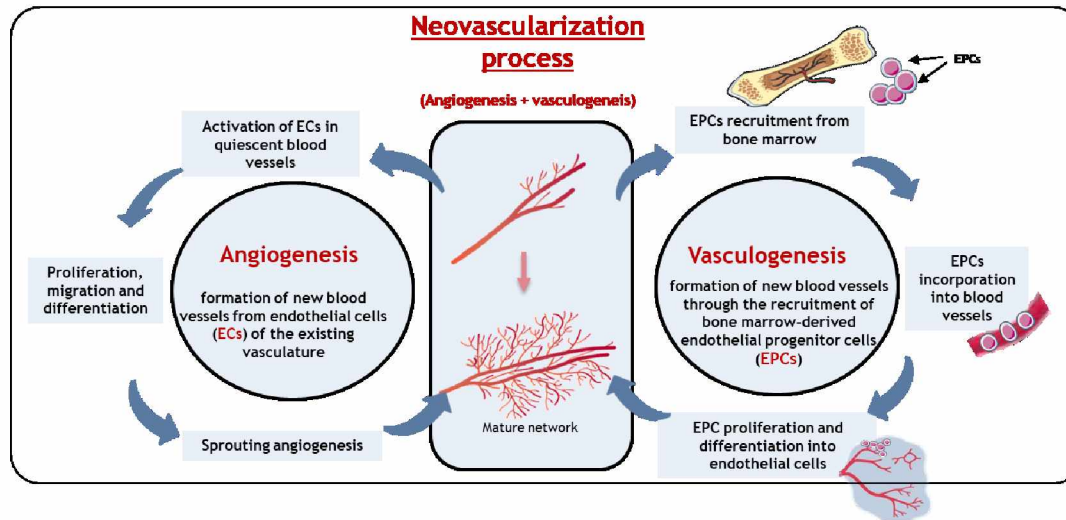 Neovascularization
process
(Angiogenesis + vasculogeneis)
EPCs
EPCs recruitment from
bone marrow
Activation of ECs in
quiescent blood
vessels
Angiogenesis
formation of new blood
vessels from endothelial cells
(ECs) of the existing
vasculature
Proliferation,
migration and
differentiation
Sprouting angiogenesis
Mature network
Vasculogenesis
formation of new blood vessels
through the recruitment of
bone marrow-derived
endothelial progenitor cells
(EPCs)
EPCs
incorporation
into blood
vessels
EPC proliferation and
differentiation into
endothelial cells